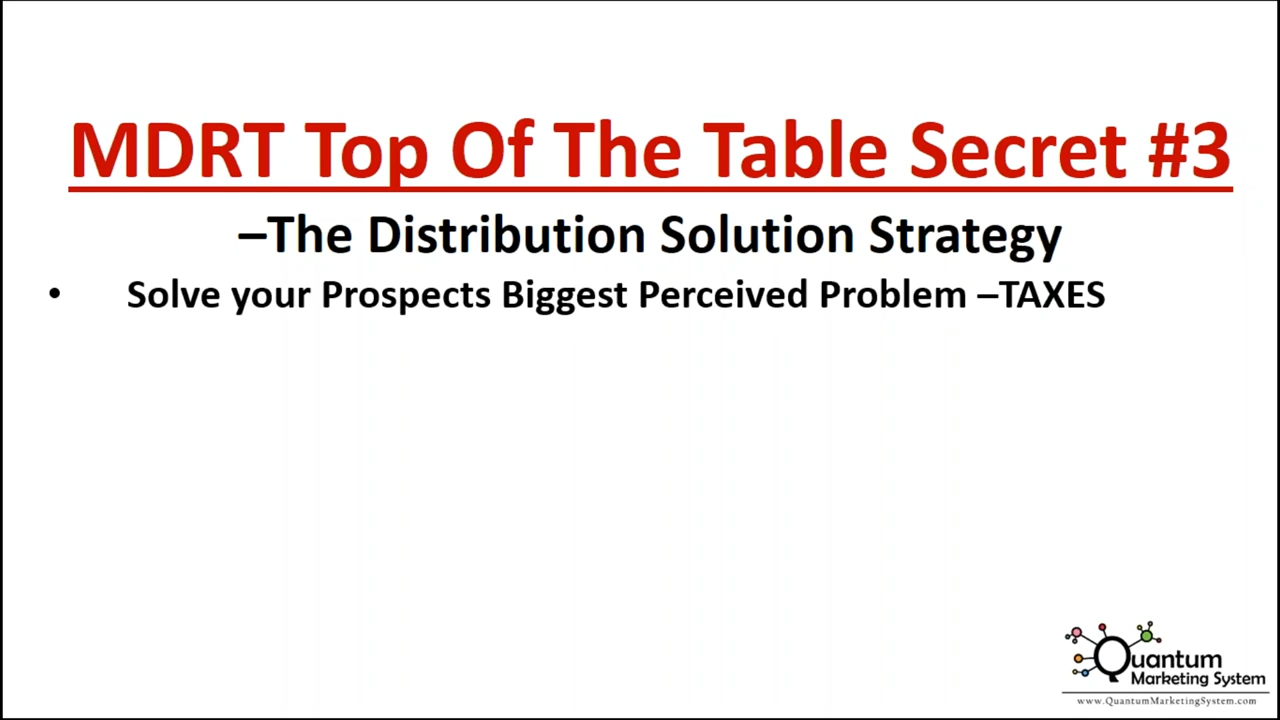 MDRT Top Of The Table Secret #3
–The Distribution Solution Strategy
• Solve your Prospects Biggest Perceived Problem –TAXES
Quantum
Marketing System
www.QuantumMarketingSystem.com